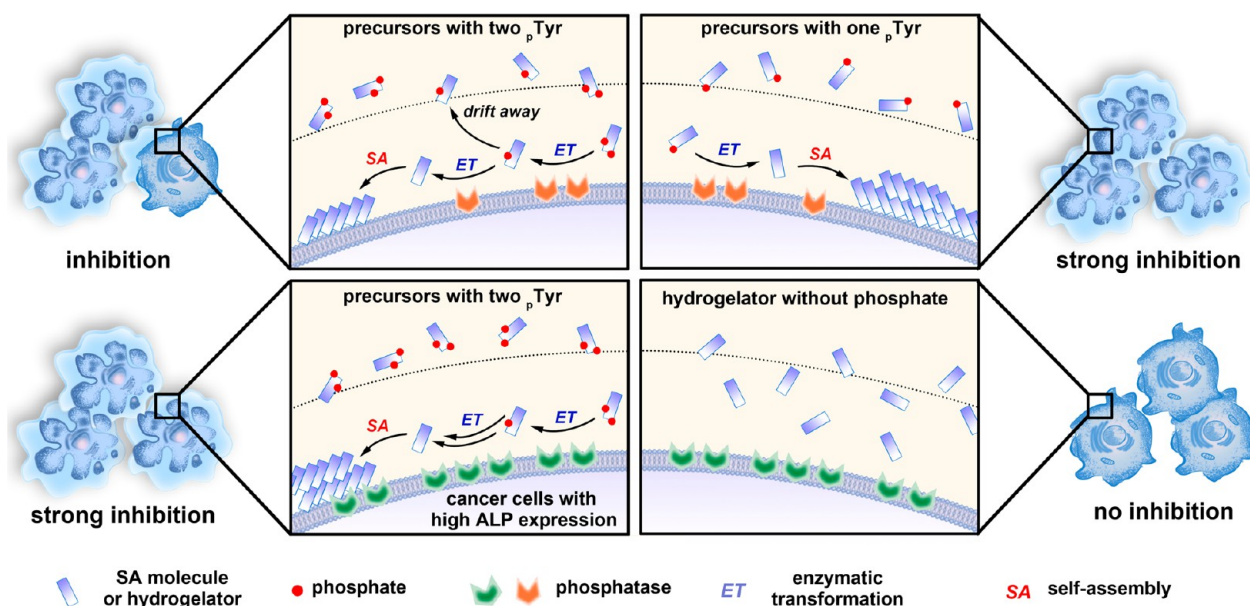 precursors with two pTyr
drift away
SA
ET
ET
inhibition
precursors with one pTyr
ET
SA
strong inhibition
precursors with two pTyr
SA
ET
ET
cancer cells with
high ALP expression
strong inhibition
hydrogelator without phosphate
no inhibition
SA molecule
or hydrogelator
phosphate
phosphatase
ET
enzymatic
transformation
SA
self-assembly